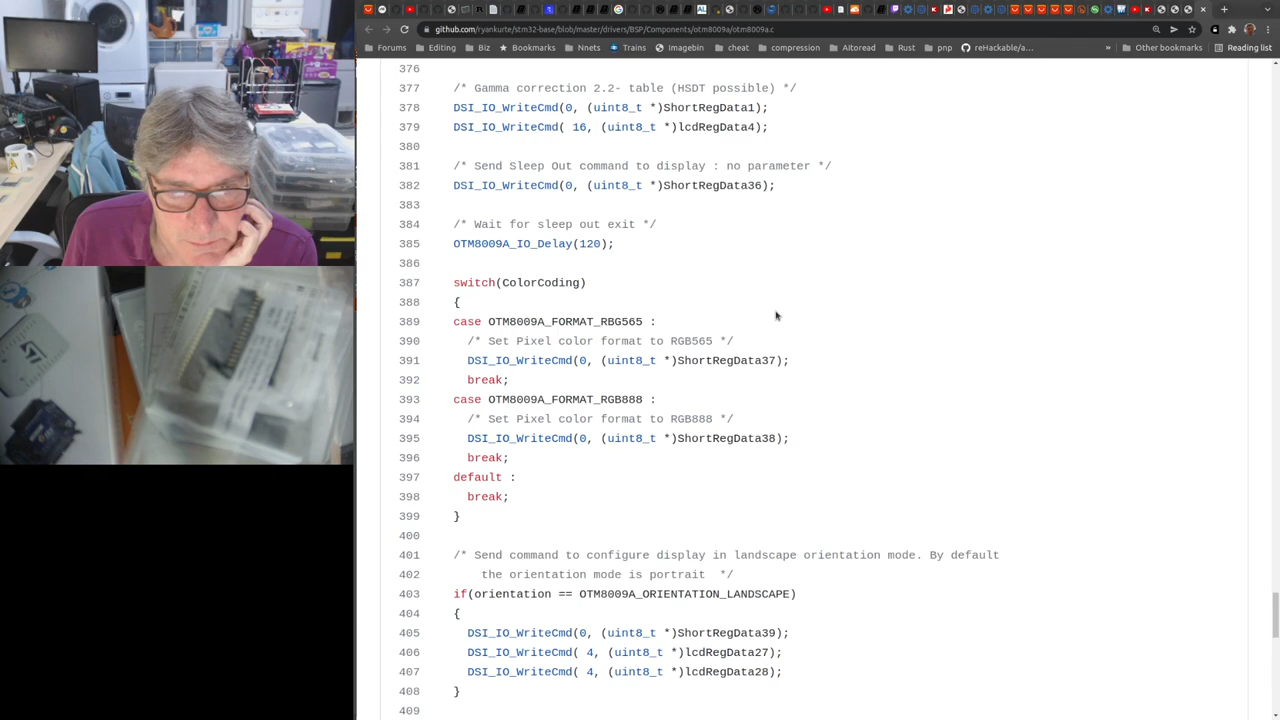 github.com/ryankurte/stm32-base/blob/master/drivers/BSP/Components/otm8009a/otm8009a.c
Forums Editing Biz Bookmarks Nnets Trains Imagebin cheat compression AItoreal Rust pnp remarkable/a... » Other bookmarks Reading list
376
377 /* Gamma correction 2.2- table (HSDT possible) */
378 DSI_IO_WriteCmd(0, (uint8_t *)ShortRegData1);
379 DSI_IO_WriteCmd( 16, (uint8_t *)lcdRegData4);
380
381 /* Send Sleep Out command to display : no parameter */
382 DSI_IO_WriteCmd(0, (uint8_t *)ShortRegData36);
383
384 /* Wait for sleep out exit */
385 OTM8009A_IO_Delay(120);
386
387 switch(ColorCoding)
388 {
389 case OTM8009A_FORMAT_RBG565 :
390 /* Set Pixel color format to RGB565 */
391 DSI_IO_WriteCmd(0, (uint8_t *)ShortRegData37);
392 break;
393 case OTM8009A_FORMAT_RGB888 :
394 /* Set Pixel color format to RGB888 */
395 DSI_IO_WriteCmd(0, (uint8_t *)ShortRegData38);
396 break;
397 default :
398 break;
399 }
400
401 /* Send command to configure display in landscape orientation mode. By default
402 the orientation mode is portrait */
403 if(orientation == OTM8009A_ORIENTATION_LANDSCAPE)
404 {
405 DSI_IO_WriteCmd(0, (uint8_t *)ShortRegData39);
406 DSI_IO_WriteCmd( 4, (uint8_t *)lcdRegData27);
407 DSI_IO_WriteCmd( 4, (uint8_t *)lcdRegData28);
408 }
409